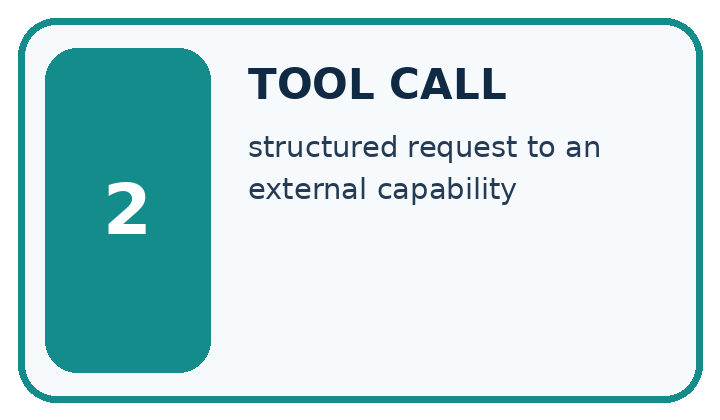 2
TOOL CALL
structured request to an
external capability